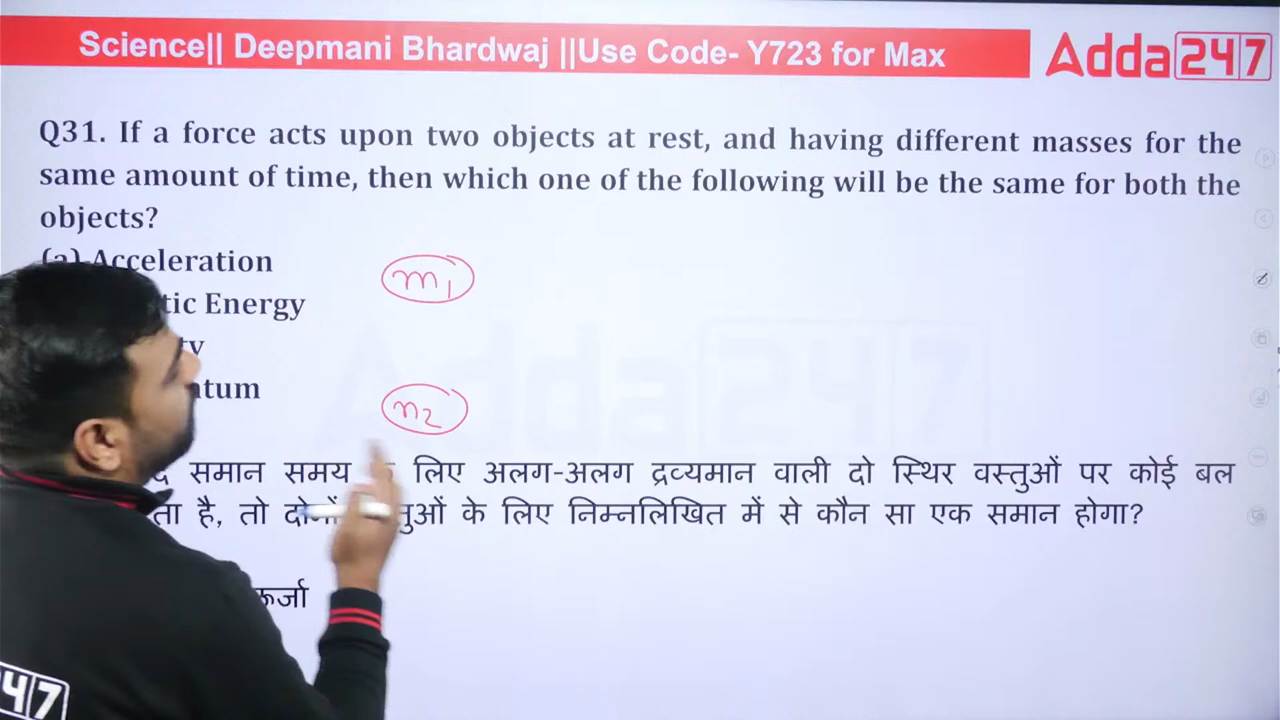 Science|| Deepmani Bhardwaj ||Use Code- Y723 for Max
Adda247
Q31. If a force acts upon two objects at rest, and having different masses for the
same amount of time, then which one of the following will be the same for both the
objects?
(a) Acceleration
m1
tic Energy
ty
ntum
m2
समान समय लिए अलग-अलग द्रव्यमान वाली दो स्थिर वस्तुओं पर कोई बल
ता है, तो दोनों स्तुओं के लिए निम्नलिखित में से कौन सा एक समान होगा?
ऊर्जा
47